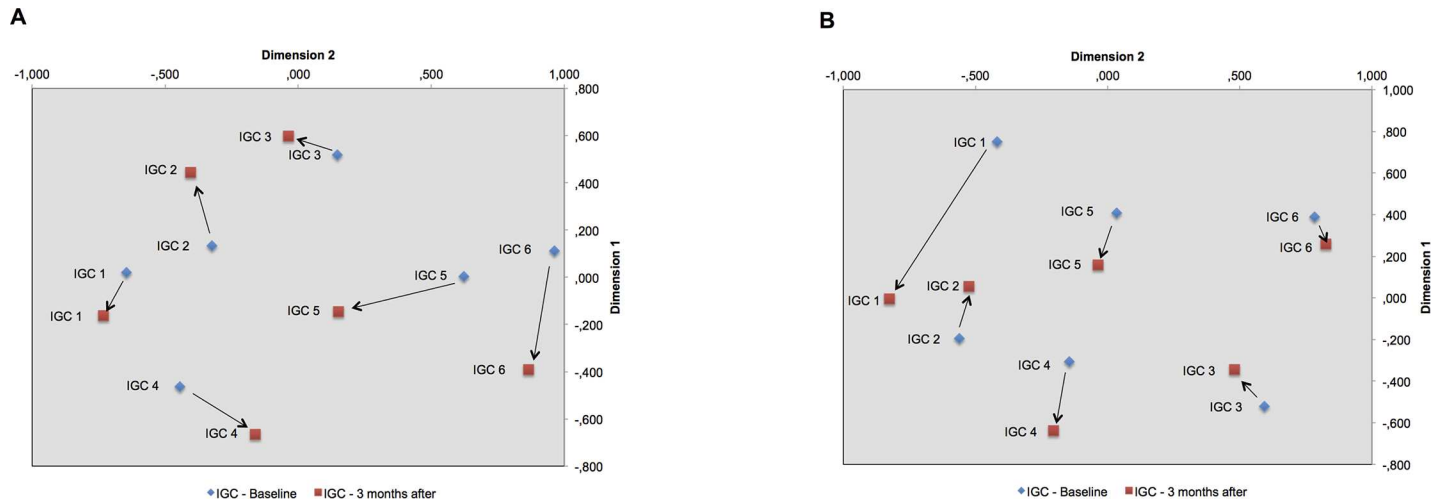 A
Dimension 2
-1,000 -,500 ,000 ,500 1,000
,800
IGC 3 ,600
IGC 3
IGC 2 ,400
,200
IGC 2 IGC 6
IGC 1 IGC 5 ,000
IGC 1 IGC 5 -,200
IGC 6 -,400
IGC 4
IGC 4 -,600
-,800
Dimension 1
IGC - Baseline IGC - 3 months after
B
Dimension 2
-1,000 -,500 ,000 ,500 1,000
1,000
,800
IGC 1
,600
IGC 5 IGC 6 ,400
IGC 6
IGC 5 ,200
IGC 2
IGC 1 ,000
IGC 2 -,200
IGC 4 IGC 3 -,400
IGC 3
IGC 4 -,600
-,800
Dimension 1
IGC - Baseline IGC - 3 months after